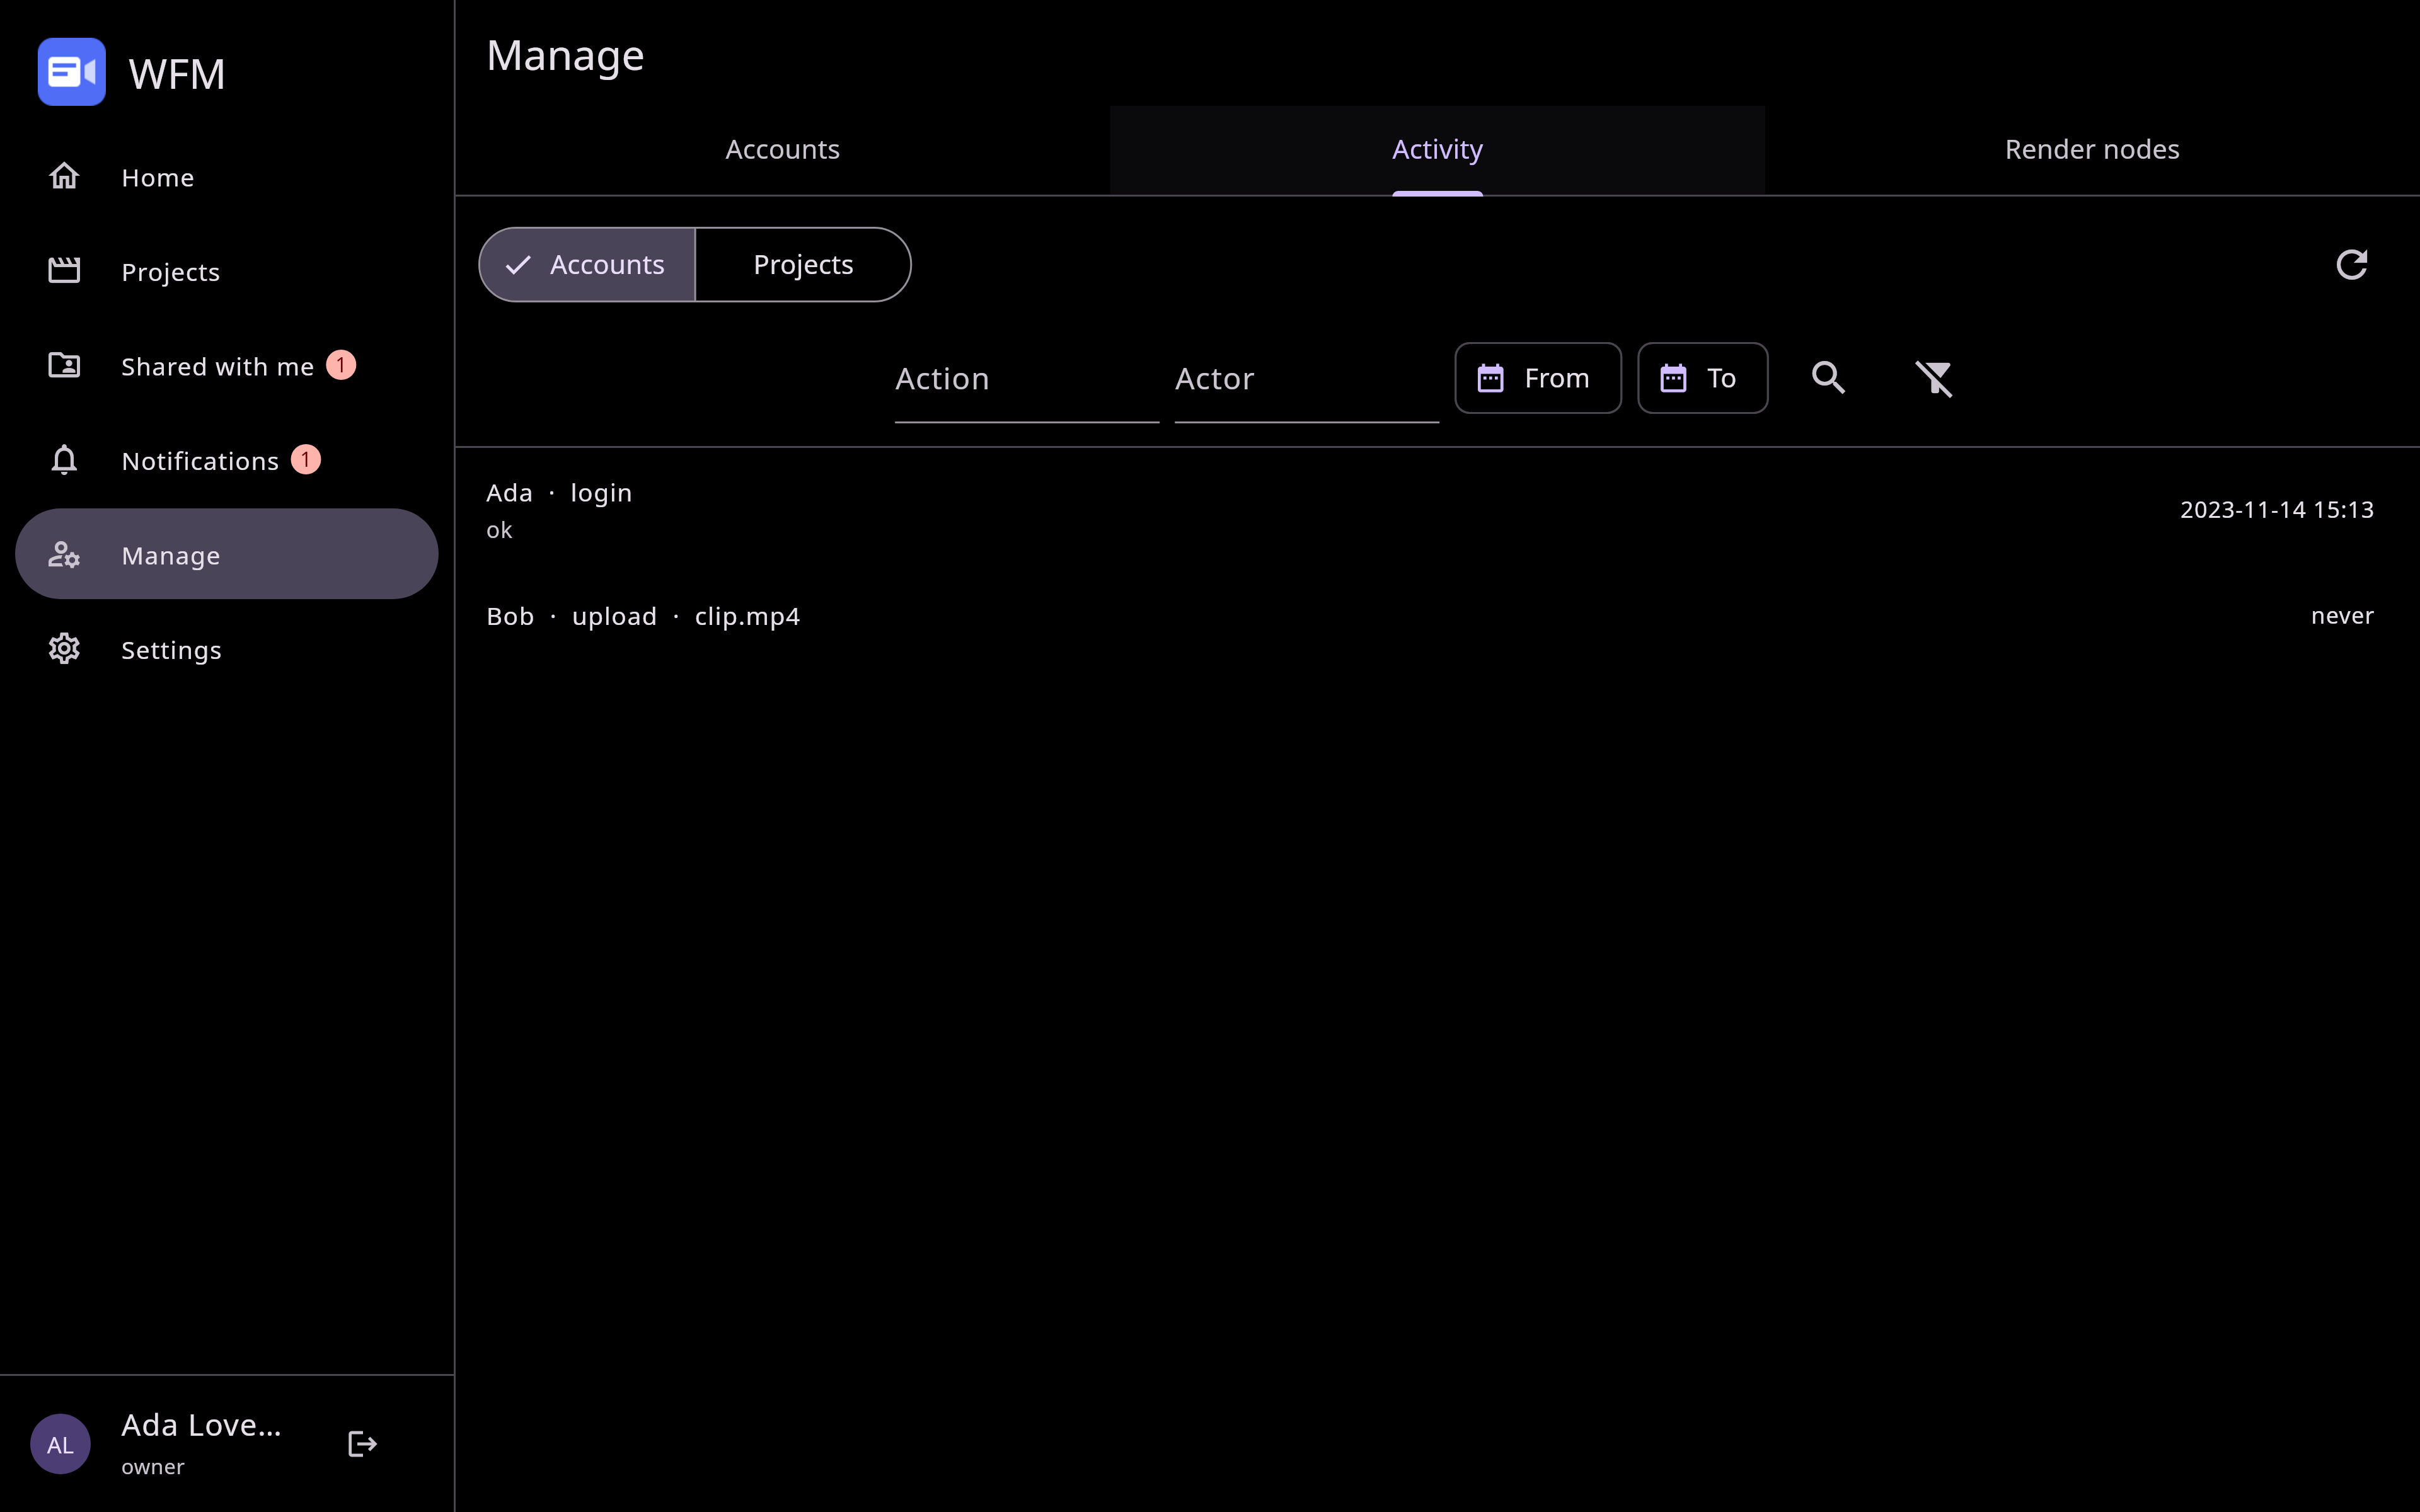 WFM
Home
Projects
Shared with me 1
Notifications 1
Manage
Settings
AL
Ada Love...
owner
Manage
Accounts
Activity
Render nodes
Accounts
Projects
Action
Actor
From
To
Ada · login
ok
2023-11-14 15:13
Bob · upload · clip.mp4
never